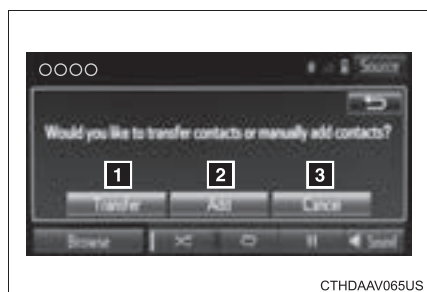 ○○○○ Source
Would you like to transfer contacts or manually add contacts?
1 2 3
Transfer Add Cancel
Browse Sound
CTHDAAV065US